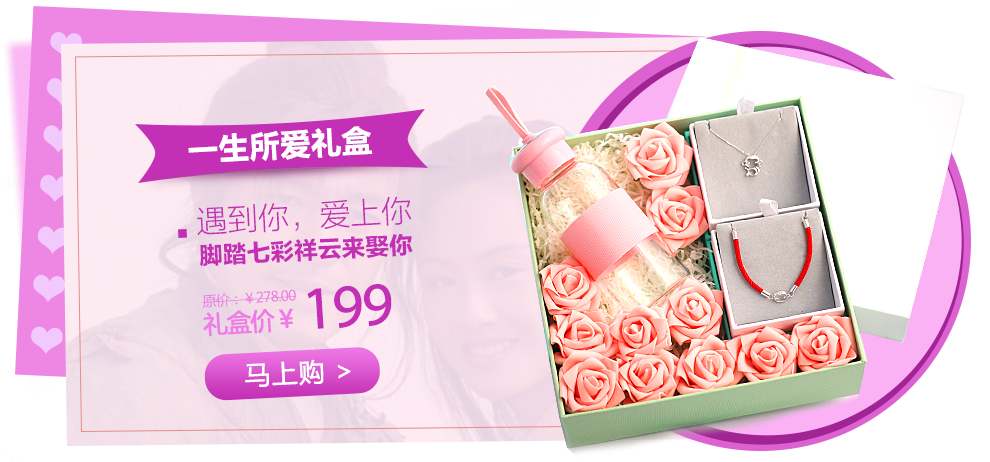 一生所爱礼盒
遇到你，爱上你
脚踏七彩祥云来娶你
原价：￥278.00
礼盒价￥199
马上购 >